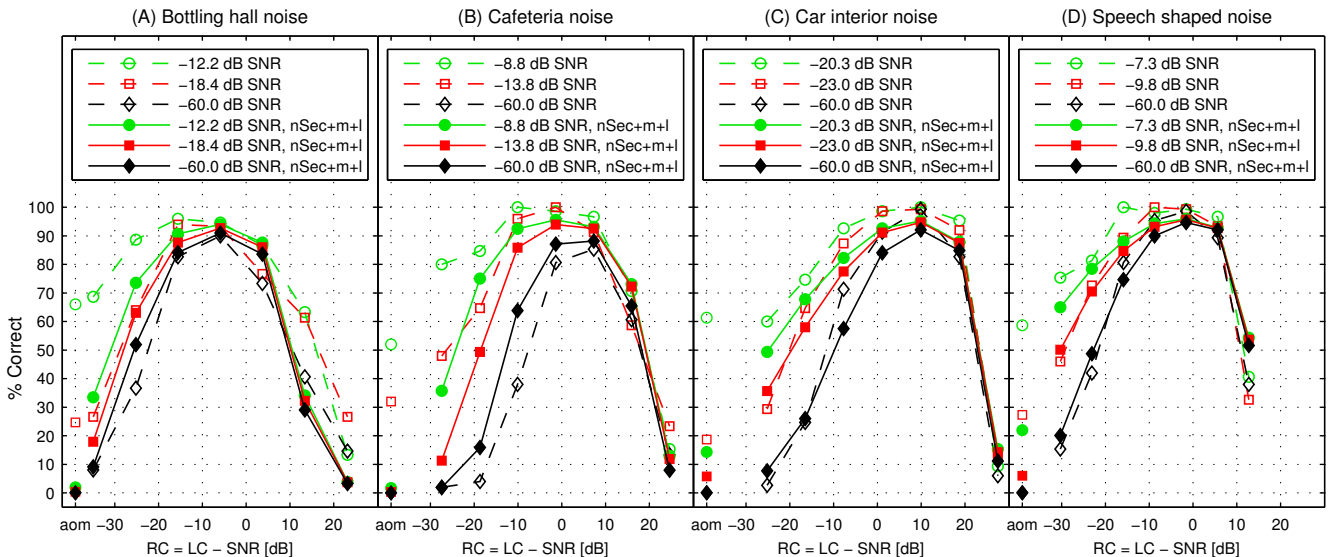 (A) Bottling hall noise
−12.2 dB SNR
−18.4 dB SNR
−60.0 dB SNR
−12.2 dB SNR, nSec+m+l
−18.4 dB SNR, nSec+m+l
−60.0 dB SNR, nSec+m+l
(B) Cafeteria noise
−8.8 dB SNR
−13.8 dB SNR
−60.0 dB SNR
−8.8 dB SNR, nSec+m+l
−13.8 dB SNR, nSec+m+l
−60.0 dB SNR, nSec+m+l
(C) Car interior noise
−20.3 dB SNR
−23.0 dB SNR
−60.0 dB SNR
−20.3 dB SNR, nSec+m+l
−23.0 dB SNR, nSec+m+l
−60.0 dB SNR, nSec+m+l
(D) Speech shaped noise
−7.3 dB SNR
−9.8 dB SNR
−60.0 dB SNR
−7.3 dB SNR, nSec+m+l
−9.8 dB SNR, nSec+m+l
−60.0 dB SNR, nSec+m+l
% Correct
100
90
80
70
60
50
40
30
20
10
0
aom −30 −20 −10 0 10 20
RC = LC − SNR [dB]
aom −30 −20 −10 0 10 20
RC = LC − SNR [dB]
aom −30 −20 −10 0 10 20
RC = LC − SNR [dB]
aom −30 −20 −10 0 10 20
RC = LC − SNR [dB]